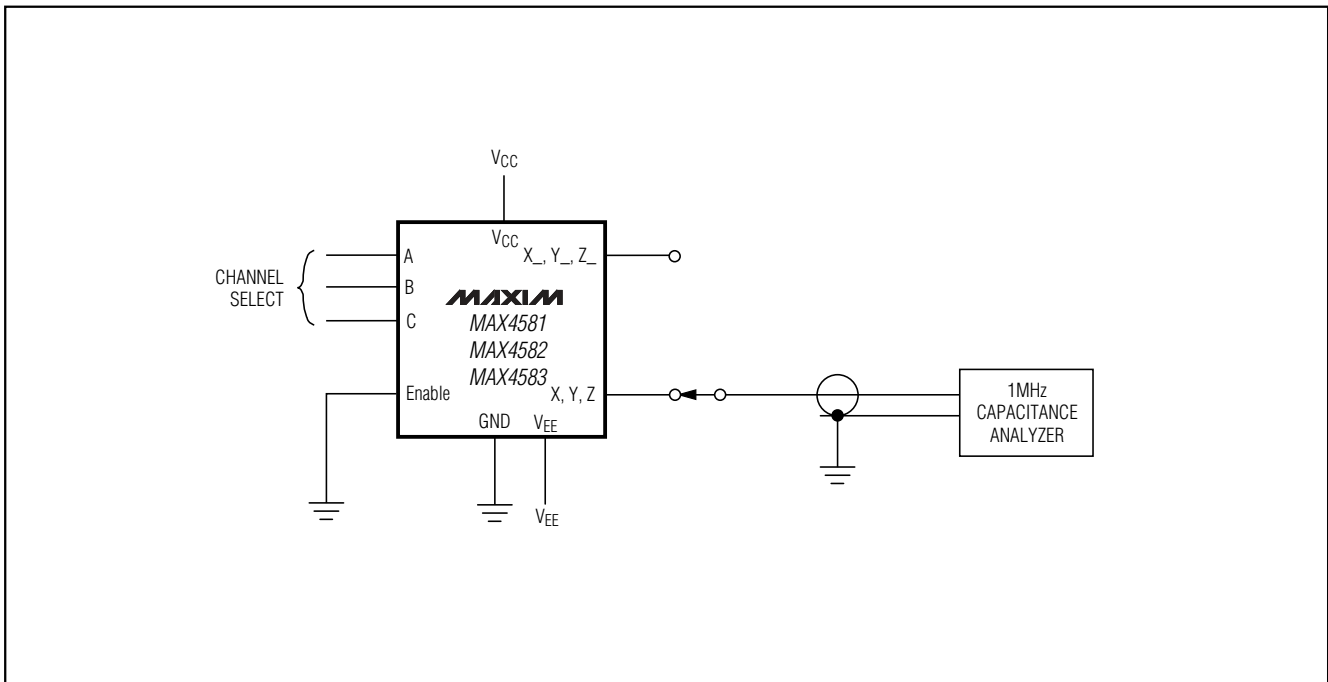 VCC
VCC
A
X_, Y_, Z_
CHANNEL
SELECT
B
C
MAXIM
MAX4581
MAX4582
MAX4583
Enable
X, Y, Z
GND
VEE
VEE
1MHz
CAPACITANCE
ANALYZER